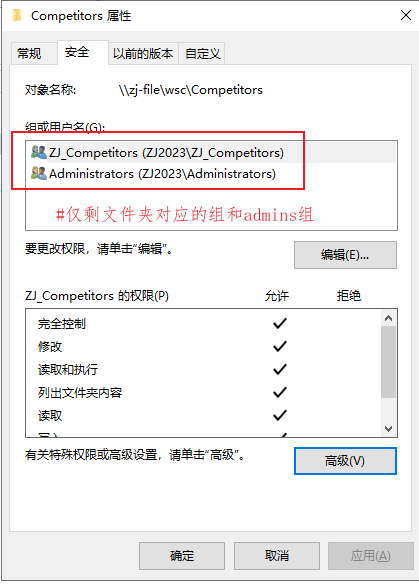 Competitors 属性
常规 安全 以前的版本 自定义
对象名称: \\zj-file\wsc\Competitors
组或用户名(G):
ZJ_Competitors (ZJ2023\ZJ_Competitors)
Administrators (ZJ2023\Administrators)
#仅剩文件夹对应的组和admins组
要更改权限，请单击“编辑”。 编辑(E)...
ZJ_Competitors 的权限(P) 允许 拒绝
完全控制
修改
读取和执行
列出文件夹内容
读取
有关特殊权限或高级设置，请单击“高级”。 高级(V)
确定 取消 应用(A)